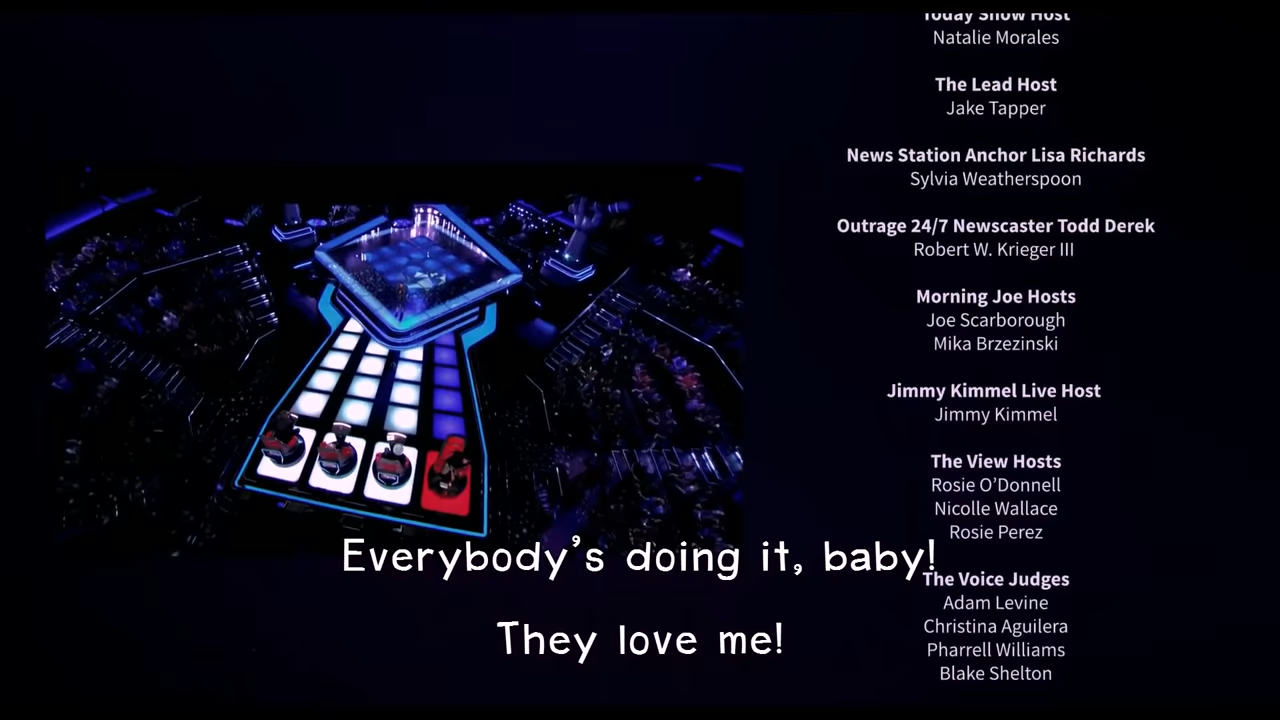 Today Show Host
Natalie Morales
The Lead Host
Jake Tapper
News Station Anchor Lisa Richards
Sylvia Weatherspoon
Outrage 24/7 Newscaster Todd Derek
Robert W. Krieger III
Morning Joe Hosts
Joe Scarborough
Mika Brzezinski
Jimmy Kimmel Live Host
Jimmy Kimmel
The View Hosts
Rosie O’Donnell
Nicolle Wallace
Rosie Perez
The Voice Judges
Adam Levine
Christina Aguilera
Pharrell Williams
Blake Shelton
Everybody’s doing it, baby!
They love me!